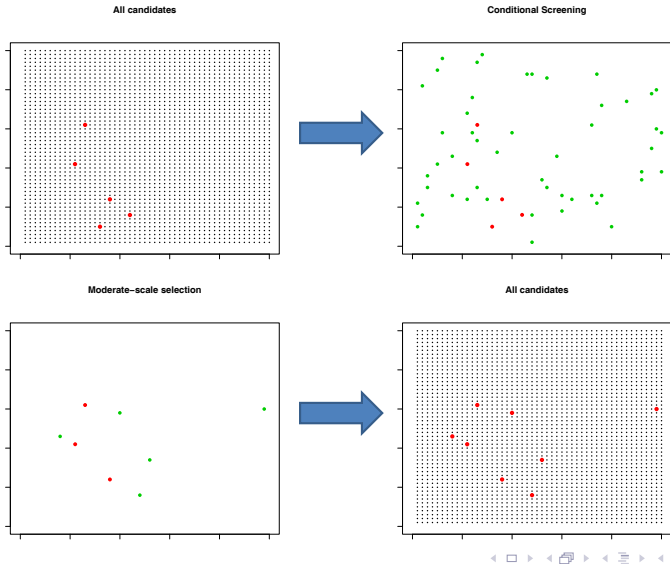 All candidates
Conditional Screening
Moderate−scale selection
All candidates